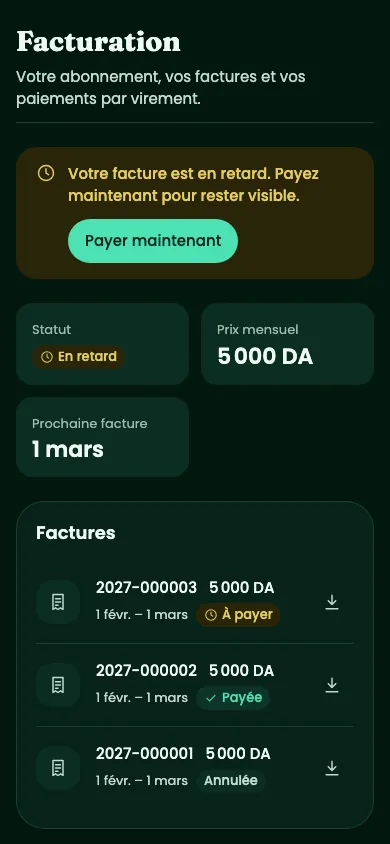 Facturation
Votre abonnement, vos factures et vos
paiements par virement.
Votre facture est en retard. Payez
maintenant pour rester visible.
Payer maintenant
Statut
En retard
Prix mensuel
5 000 DA
Prochaine facture
1 mars
Factures
2027-000003 5 000 DA
1 févr. – 1 mars À payer
2027-000002 5 000 DA
1 févr. – 1 mars Payée
2027-000001 5 000 DA
1 févr. – 1 mars Annulée